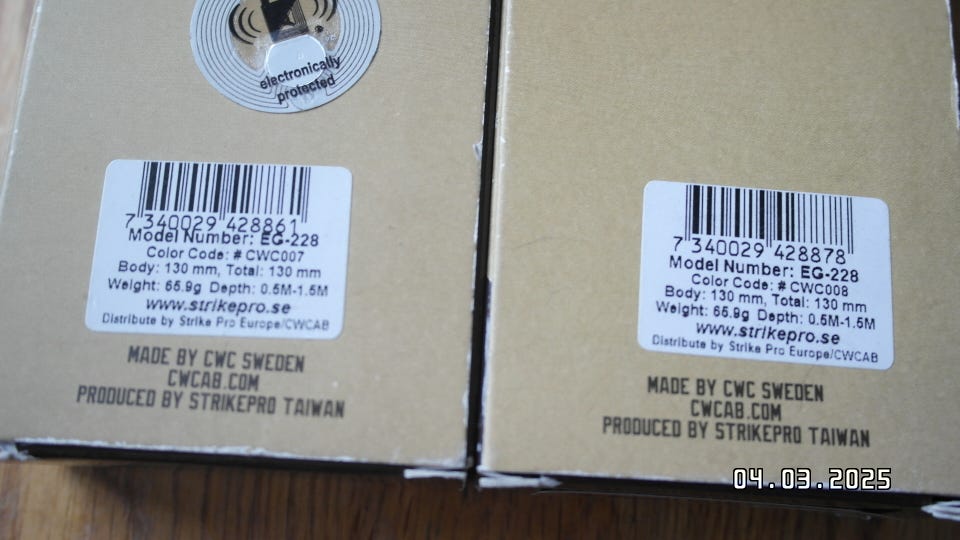 electronically
protected
7 340029 428861
Model Number: EG-228
Color Code: # CWC007
Body: 130 mm, Total: 130 mm
Weight: 65.9g Depth: 0.5M-1.5M
www.strikepro.se
Distribute by Strike Pro Europe/CWCAB
MADE BY CWC SWEDEN
CWCAB.COM
PRODUCED BY STRIKEPRO TAIWAN
7 340029 428878
Model Number: EG-228
Color Code: # CWC008
Body: 130 mm, Total: 130 mm
Weight: 65.9g Depth: 0.5M-1.5M
www.strikepro.se
Distribute by Strike Pro Europe/CWCAB
MADE BY CWC SWEDEN
CWCAB.COM
PRODUCED BY STRIKEPRO TAIWAN
04.03.2025